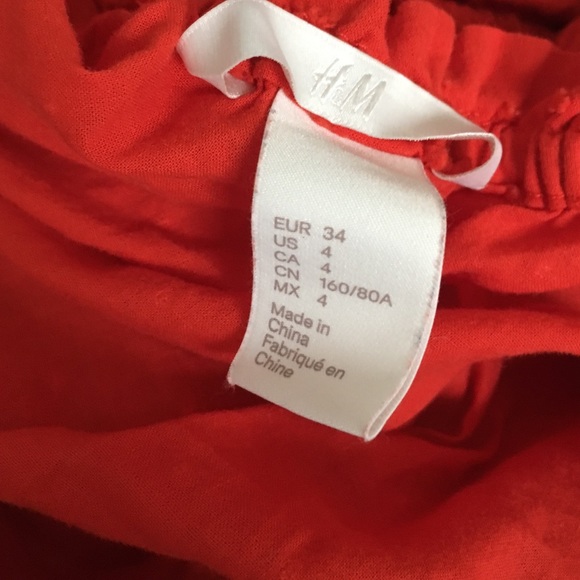 H&M
EUR 34
US 4
CA 4
CN 160/80A
MX 4
Made in
China
Fabriqué en
Chine